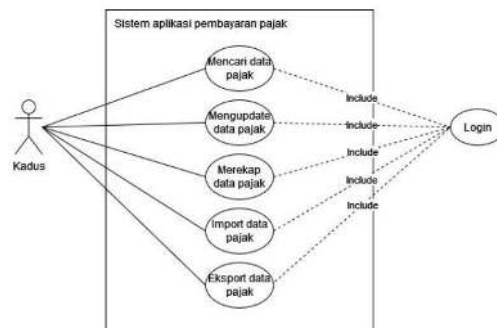 Sistem aplikasi pembayaran pajak
Mencari data
pajak
Include
Mengupdate
data pajak
Include
Login
Kadus
Merekap
data pajak
Include
Include
Import data
pajak
Include
Eksport data
pajak